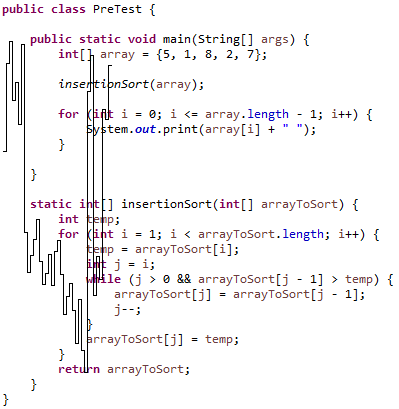 public class PreTest {
public static void main(String[] args) {
int[] array = {5, 1, 8, 2, 7};
insertionSort(array);
for (int i = 0; i <= array.length - 1; i++) {
System.out.print(array[i] + " ");
}
}
static int[] insertionSort(int[] arrayToSort) {
int temp;
for (int i = 1; i < arrayToSort.length; i++) {
temp = arrayToSort[i];
int j = i;
while (j > 0 && arrayToSort[j - 1] > temp) {
arrayToSort[j] = arrayToSort[j - 1];
j--;
}
arrayToSort[j] = temp;
}
return arrayToSort;
}
}